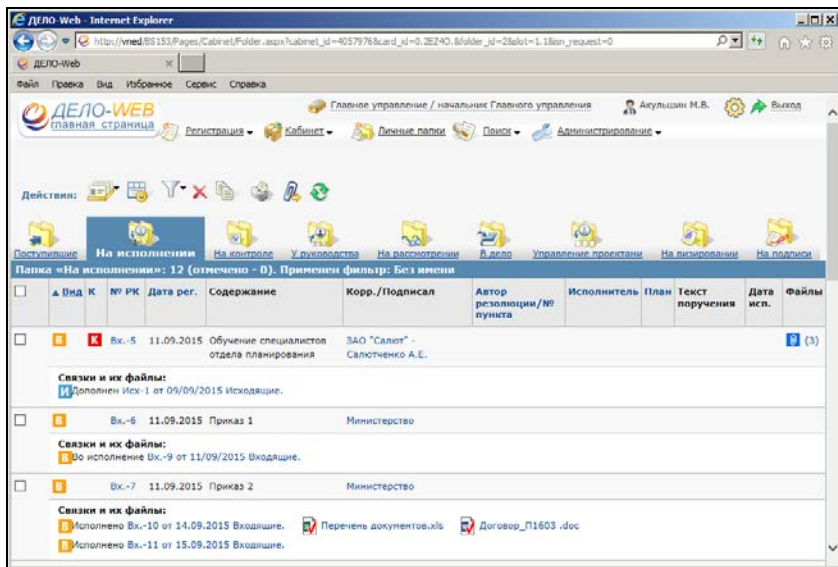 ДЕЛО-Web - Internet Explorer
http://vmed/BS153/Pages/Cabinet/Folder.aspx?cabinet_id=4057976&card_id=0.2EZ4O.&folder_id=2&slot=1.1&isn_request=0
ДЕЛО-Web
Файл Правка Вид Избранное Сервис Справка
ДЕЛО-WEB
главная страница
Главное управление / начальник Главного управления Акульшин М.В. Выход
Регистрация Кабинет Личные папки Поиск Администрирование
Действия:
Поступившие На исполнении На контроле У руководства На рассмотрении В дело Управление проектами На визировании На подписи
Папка «На исполнении»: 12 (отмечено - 0). Применен фильтр: Без имени
Вид К № РК Дата рег. Содержание Корр./Подписал Автор резолюции/№ пункта Исполнитель План Текст поручения Дата исп. Файлы
В К Вх.-5 11.09.2015 Обучение специалистов ЗАО "Салют" - (3)
отдела планирования Салютченко А.Е.
Связки и их файлы:
И Дополнен Исх-1 от 09/09/2015 Исходящие.
В Вх.-6 11.09.2015 Приказ 1 Министерство
Связки и их файлы:
В Во исполнение Вх.-9 от 11/09/2015 Входящие.
В Вх.-7 11.09.2015 Приказ 2 Министерство
Связки и их файлы:
В Исполнено Вх.-10 от 14.09.2015 Входящие. Перечень документов.xls Договор_П1603 .doc
В Исполнено Вх.-11 от 15.09.2015 Входящие.